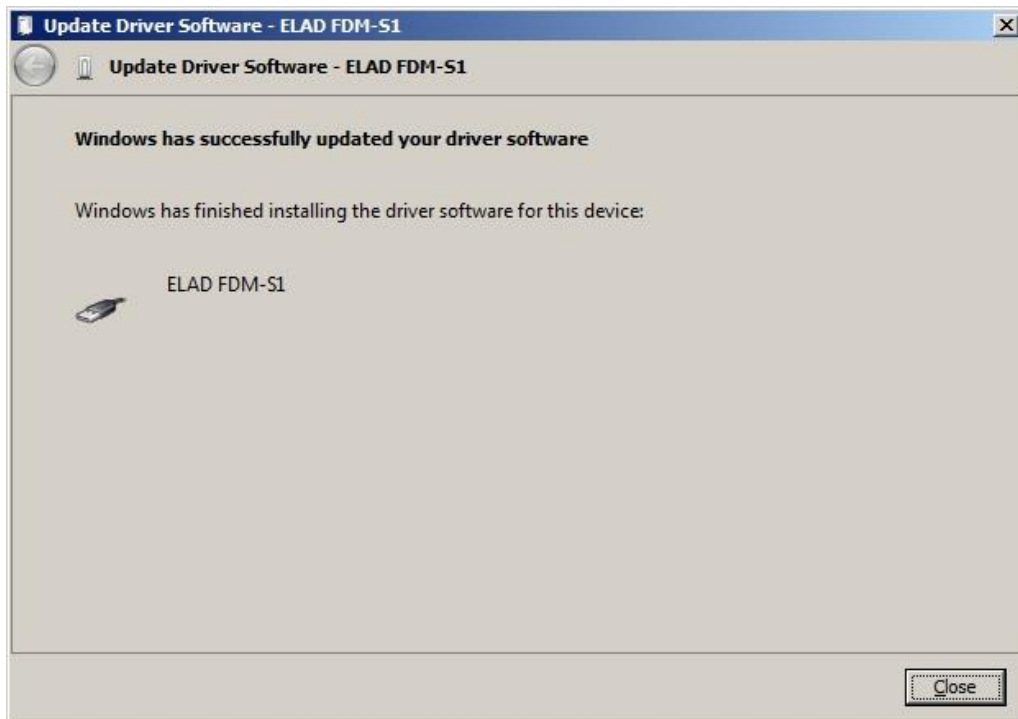 Update Driver Software - ELAD FDM-S1
Update Driver Software - ELAD FDM-S1
Windows has successfully updated your driver software
Windows has finished installing the driver software for this device:
ELAD FDM-S1
Close